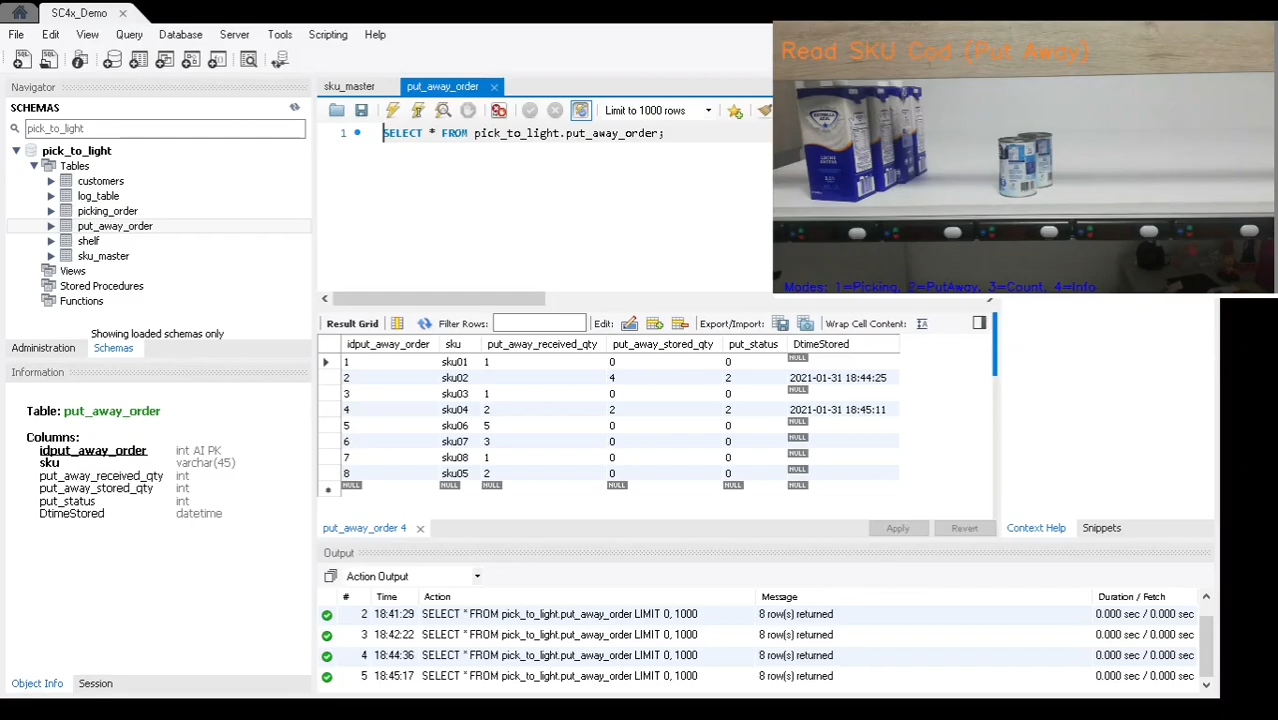 SC4x_Demo
File Edit View Query Database Server Tools Scripting Help
Read SKU Cod (Put Away)
Navigator
SCHEMAS
pick_to_light
pick_to_light
Tables
customers
log_table
picking_order
put_away_order
shelf
sku_master
Views
Stored Procedures
Functions
Showing loaded schemas only
Administration Schemas
Information
Table: put_away_order
Columns:
idput_away_order int AI PK
sku varchar(45)
put_away_received_qty int
put_away_stored_qty int
put_status int
DtimeStored datetime
Object Info Session
sku_master put_away_order
Limit to 1000 rows
1 SELECT * FROM pick_to_light.put_away_order;
LECHE
ENTERA
Modes: 1=Picking, 2=PutAway, 3=Count, 4=Info
Result Grid Filter Rows: Edit: Export/Import: Wrap Cell Content: IA
idput_away_order sku put_away_received_qty put_away_stored_qty put_status DtimeStored
1 sku01 1 0 0 NULL
2 sku02 4 2 2021-01-31 18:44:25
3 sku03 1 0 0 NULL
4 sku04 2 2 2 2021-01-31 18:45:11
5 sku06 5 0 0 NULL
6 sku07 3 0 0 NULL
7 sku08 1 0 0 NULL
8 sku05 2 0 0 NULL
NULL NULL NULL NULL NULL NULL
put_away_order 4 Apply Revert Context Help Snippets
Output
Action Output
# Time Action Message Duration / Fetch
2 18:41:29 SELECT * FROM pick_to_light.put_away_order LIMIT 0, 1000 8 row(s) returned 0.000 sec / 0.000 sec
3 18:42:22 SELECT * FROM pick_to_light.put_away_order LIMIT 0, 1000 8 row(s) returned 0.000 sec / 0.000 sec
4 18:44:36 SELECT * FROM pick_to_light.put_away_order LIMIT 0, 1000 8 row(s) returned 0.000 sec / 0.000 sec
5 18:45:17 SELECT * FROM pick_to_light.put_away_order LIMIT 0, 1000 8 row(s) returned 0.000 sec / 0.000 sec